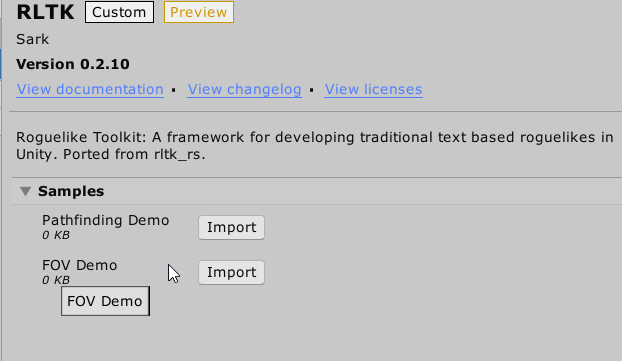 RLTK Custom Preview
Sark
Version 0.2.10
View documentation • View changelog • View licenses
Roguelike Toolkit: A framework for developing traditional text based roguelikes in
Unity. Ported from rltk_rs.
Samples
Pathfinding Demo Import
0 KB
FOV Demo Import
0 KB
FOV Demo